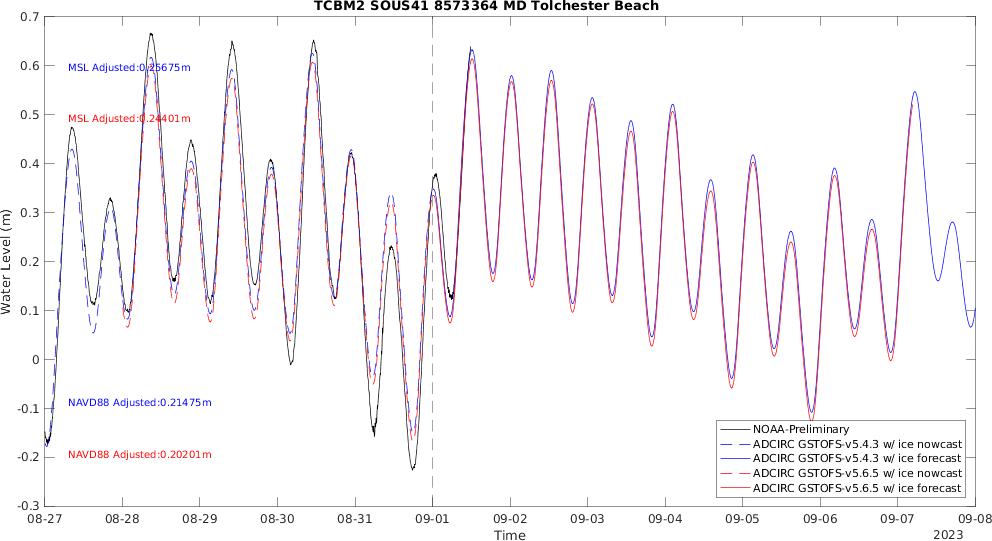 TCBM2 SOUS41 8573364 MD Tolchester Beach
0.7
0.6
0.5
0.4
0.3
0.2
0.1
0
-0.1
-0.2
-0.3
Water Level (m)
MSL Adjusted:0.25675m
MSL Adjusted:0.24401m
NAVD88 Adjusted:0.21475m
NAVD88 Adjusted:0.20201m
NOAA-Preliminary
ADCIRC GSTOFS-v5.4.3 w/ ice nowcast
ADCIRC GSTOFS-v5.4.3 w/ ice forecast
ADCIRC GSTOFS-v5.6.5 w/ ice nowcast
ADCIRC GSTOFS-v5.6.5 w/ ice forecast
08-27 08-28 08-29 08-30 08-31 09-01 09-02 09-03 09-04 09-05 09-06 09-07 09-08
Time
2023